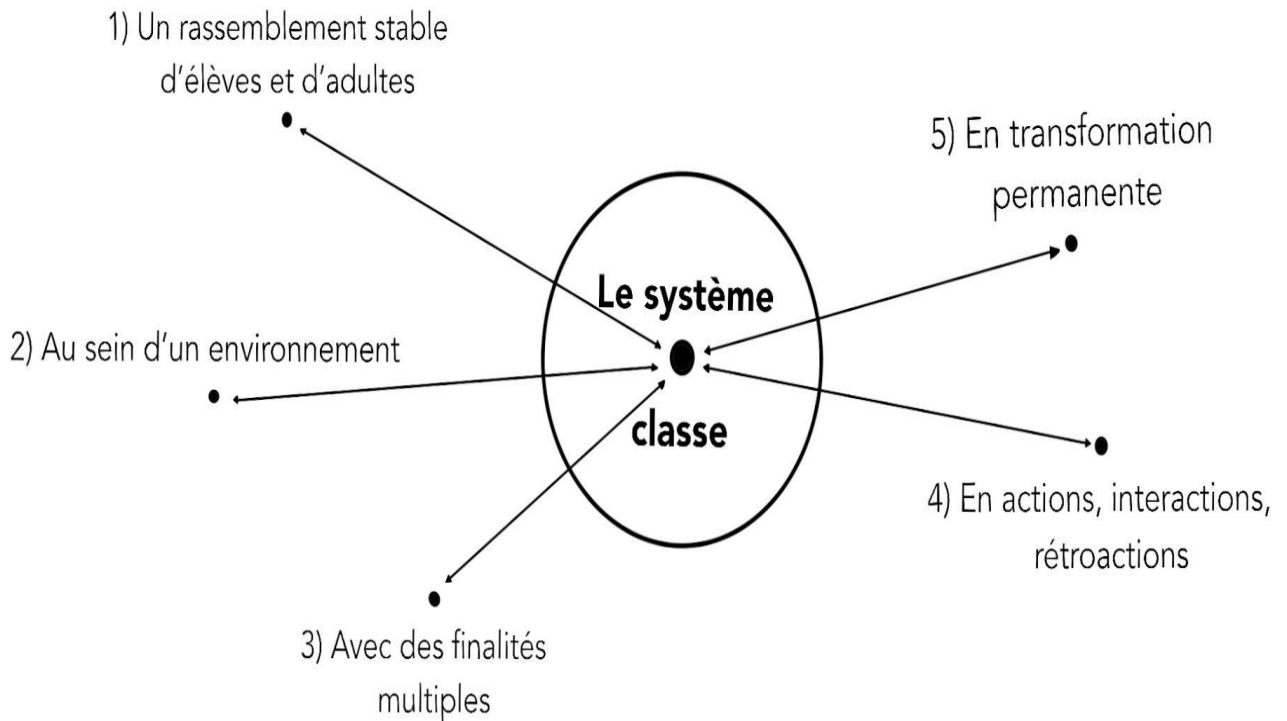 1) Un rassemblement stable
d'élèves et d'adultes
5) En transformation
permanente
Le système
classe
2) Au sein d'un environnement
4) En actions, interactions,
rétroactions
3) Avec des finalités
multiples